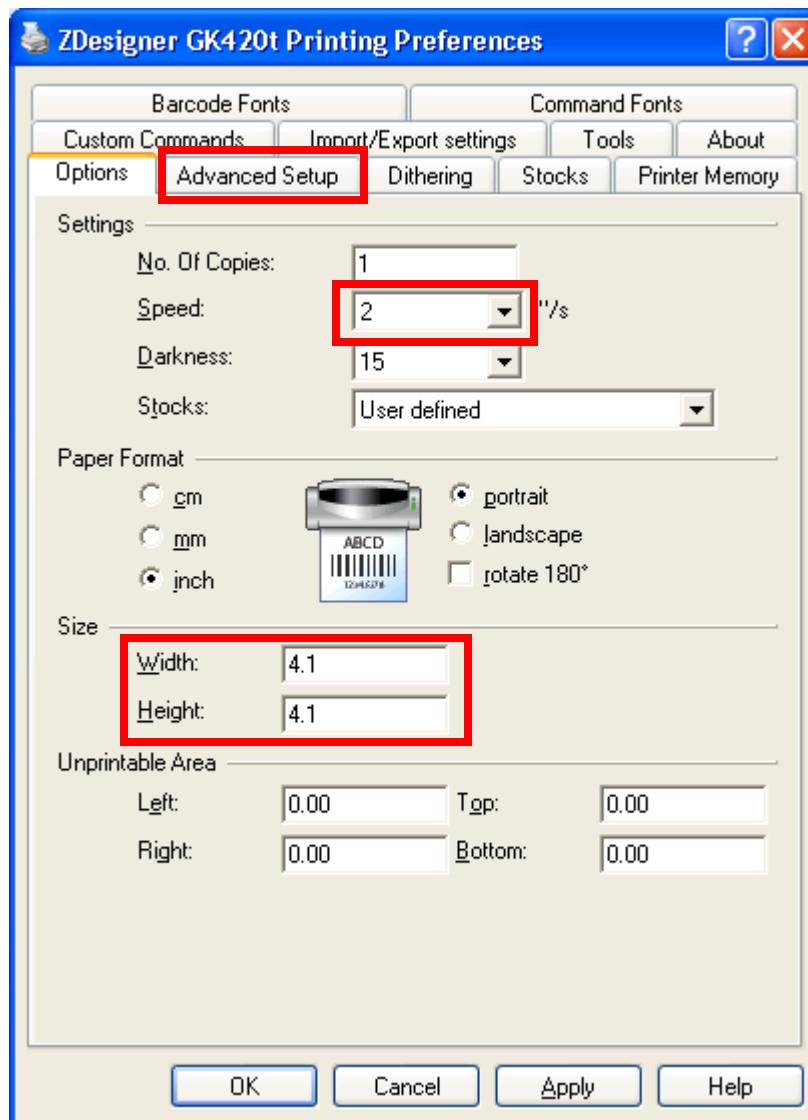 ZDesigner GK420t Printing Preferences
Barcode Fonts Command Fonts
Custom Commands Import/Export settings Tools About
Options Advanced Setup Dithering Stocks Printer Memory
Settings
No. Of Copies: 1
Speed: 2 "/s
Darkness: 15
Stocks: User defined
Paper Format
cm portrait
mm landscape
inch rotate 180°
ABCD
12345678
Size
Width: 4.1
Height: 4.1
Unprintable Area
Left: 0.00 Top: 0.00
Right: 0.00 Bottom: 0.00
OK Cancel Apply Help